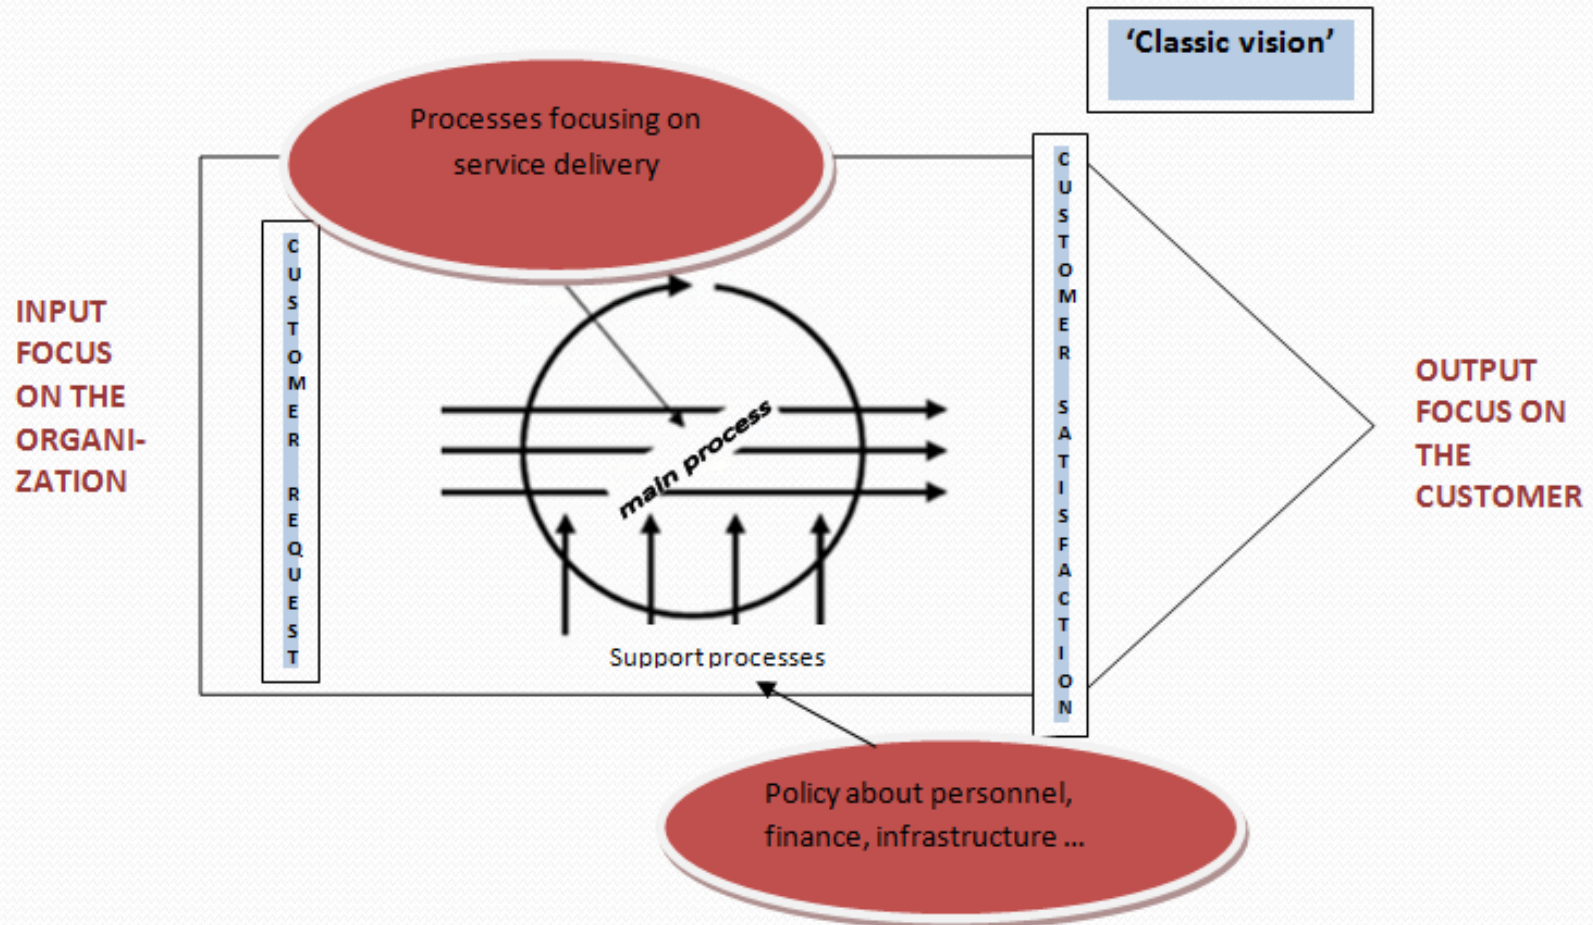 ‘Classic vision’
Processes focusing on
service delivery
CUSTOMER REQUEST
CUSTOMER SATISFACTION
INPUT
FOCUS
ON THE
ORGANI-
ZATION
main process
OUTPUT
FOCUS ON
THE
CUSTOMER
Support processes
Policy about personnel,
finance, infrastructure ...